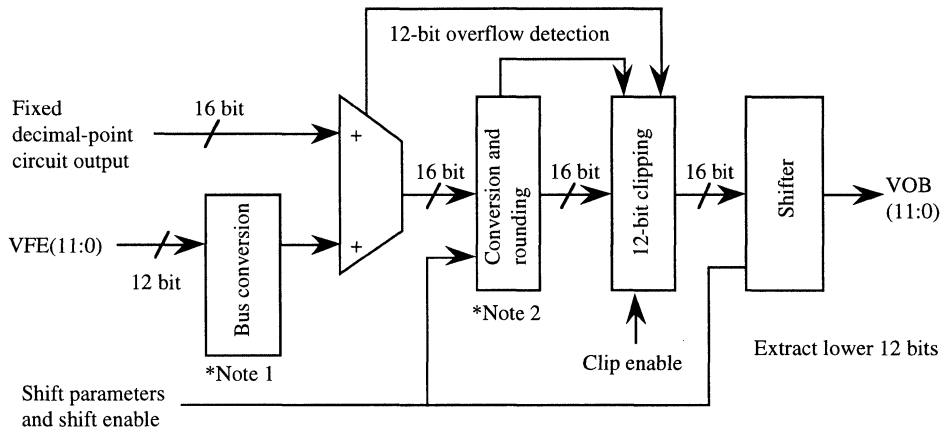 12-bit overflow detection
Fixed
decimal-point
circuit output
16 bit
+
+
VFE(11:0)
12 bit
Bus conversion
*Note 1
16 bit
Conversion and
rounding
*Note 2
16 bit
12-bit clipping
Clip enable
16 bit
Shifter
VOB
(11:0)
Extract lower 12 bits
Shift parameters
and shift enable